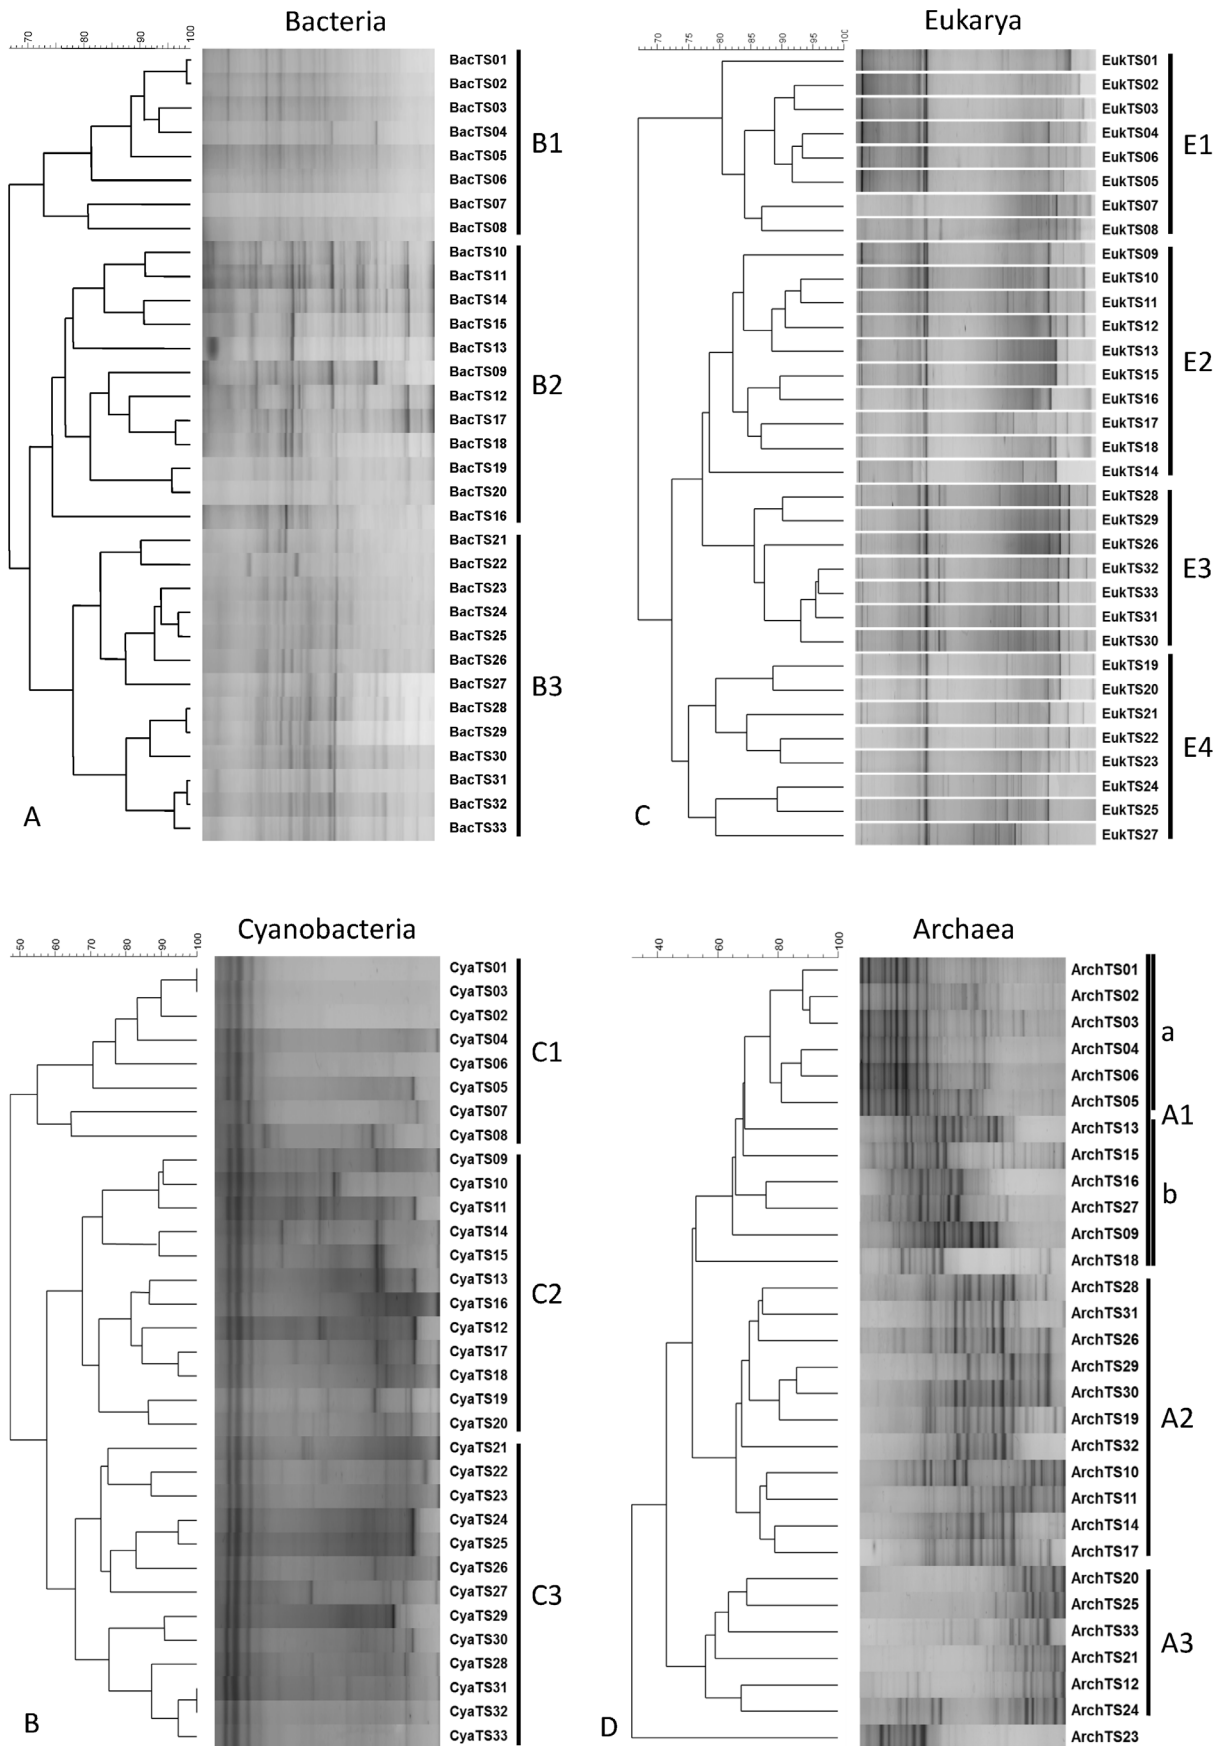 Bacteria
70 80 90 100
BacTS01
BacTS02
BacTS03
BacTS04
BacTS05
BacTS06
BacTS07
BacTS08
B1
BacTS10
BacTS11
BacTS14
BacTS15
BacTS13
BacTS09
BacTS12
BacTS17
BacTS18
BacTS19
BacTS20
BacTS16
B2
BacTS21
BacTS22
BacTS23
BacTS24
BacTS25
BacTS26
BacTS27
BacTS28
BacTS29
BacTS30
BacTS31
BacTS32
BacTS33
B3
A
Eukarya
70 75 80 85 90 95 100
EukTS01
EukTS02
EukTS03
EukTS04
EukTS06
EukTS05
EukTS07
EukTS08
E1
EukTS09
EukTS10
EukTS11
EukTS12
EukTS13
EukTS15
EukTS16
EukTS17
EukTS18
EukTS14
E2
EukTS28
EukTS29
EukTS26
EukTS32
EukTS33
EukTS31
EukTS30
E3
EukTS19
EukTS20
EukTS21
EukTS22
EukTS23
EukTS24
EukTS25
EukTS27
E4
C
Cyanobacteria
50 60 70 80 90 100
CyaTS01
CyaTS03
CyaTS02
CyaTS04
CyaTS06
CyaTS05
CyaTS07
CyaTS08
C1
CyaTS09
CyaTS10
CyaTS11
CyaTS14
CyaTS15
CyaTS13
CyaTS16
CyaTS12
CyaTS17
CyaTS18
CyaTS19
CyaTS20
C2
CyaTS21
CyaTS22
CyaTS23
CyaTS24
CyaTS25
CyaTS26
CyaTS27
CyaTS29
CyaTS30
CyaTS28
CyaTS31
CyaTS32
CyaTS33
C3
B
Archaea
40 60 80 100
ArchTS01
ArchTS02
ArchTS03
ArchTS04
ArchTS06
ArchTS05
a
A1
ArchTS13
ArchTS15
ArchTS16
ArchTS27
ArchTS09
ArchTS18
b
ArchTS28
ArchTS31
ArchTS26
ArchTS29
ArchTS30
ArchTS19
ArchTS32
ArchTS10
ArchTS11
ArchTS14
ArchTS17
A2
ArchTS20
ArchTS25
ArchTS33
ArchTS21
ArchTS12
ArchTS24
A3
ArchTS23
D